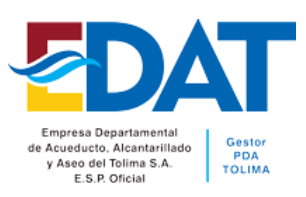 EDAT
Empresa Departamental
de Acueducto, Alcantarillado
y Aseo del Tolima S.A.
E.S.P. Oficial
Gestor
PDA
TOLIMA